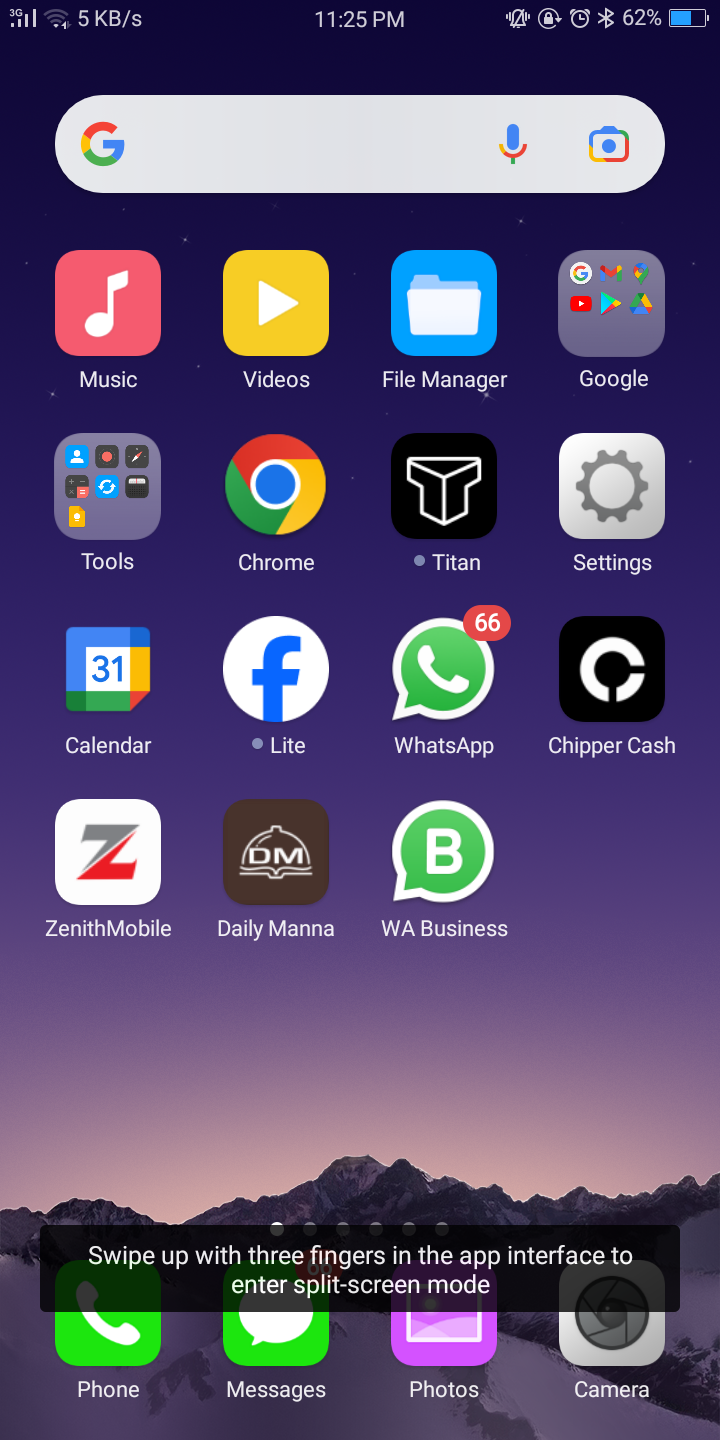 3G 5 KB/s 11:25 PM 62%
Music Videos File Manager Google
Tools Chrome Titan Settings
31
66
Calendar Lite WhatsApp Chipper Cash
DM
B
ZenithMobile Daily Manna WA Business
Swipe up with three fingers in the app interface to
enter split-screen mode
Phone Messages Photos Camera